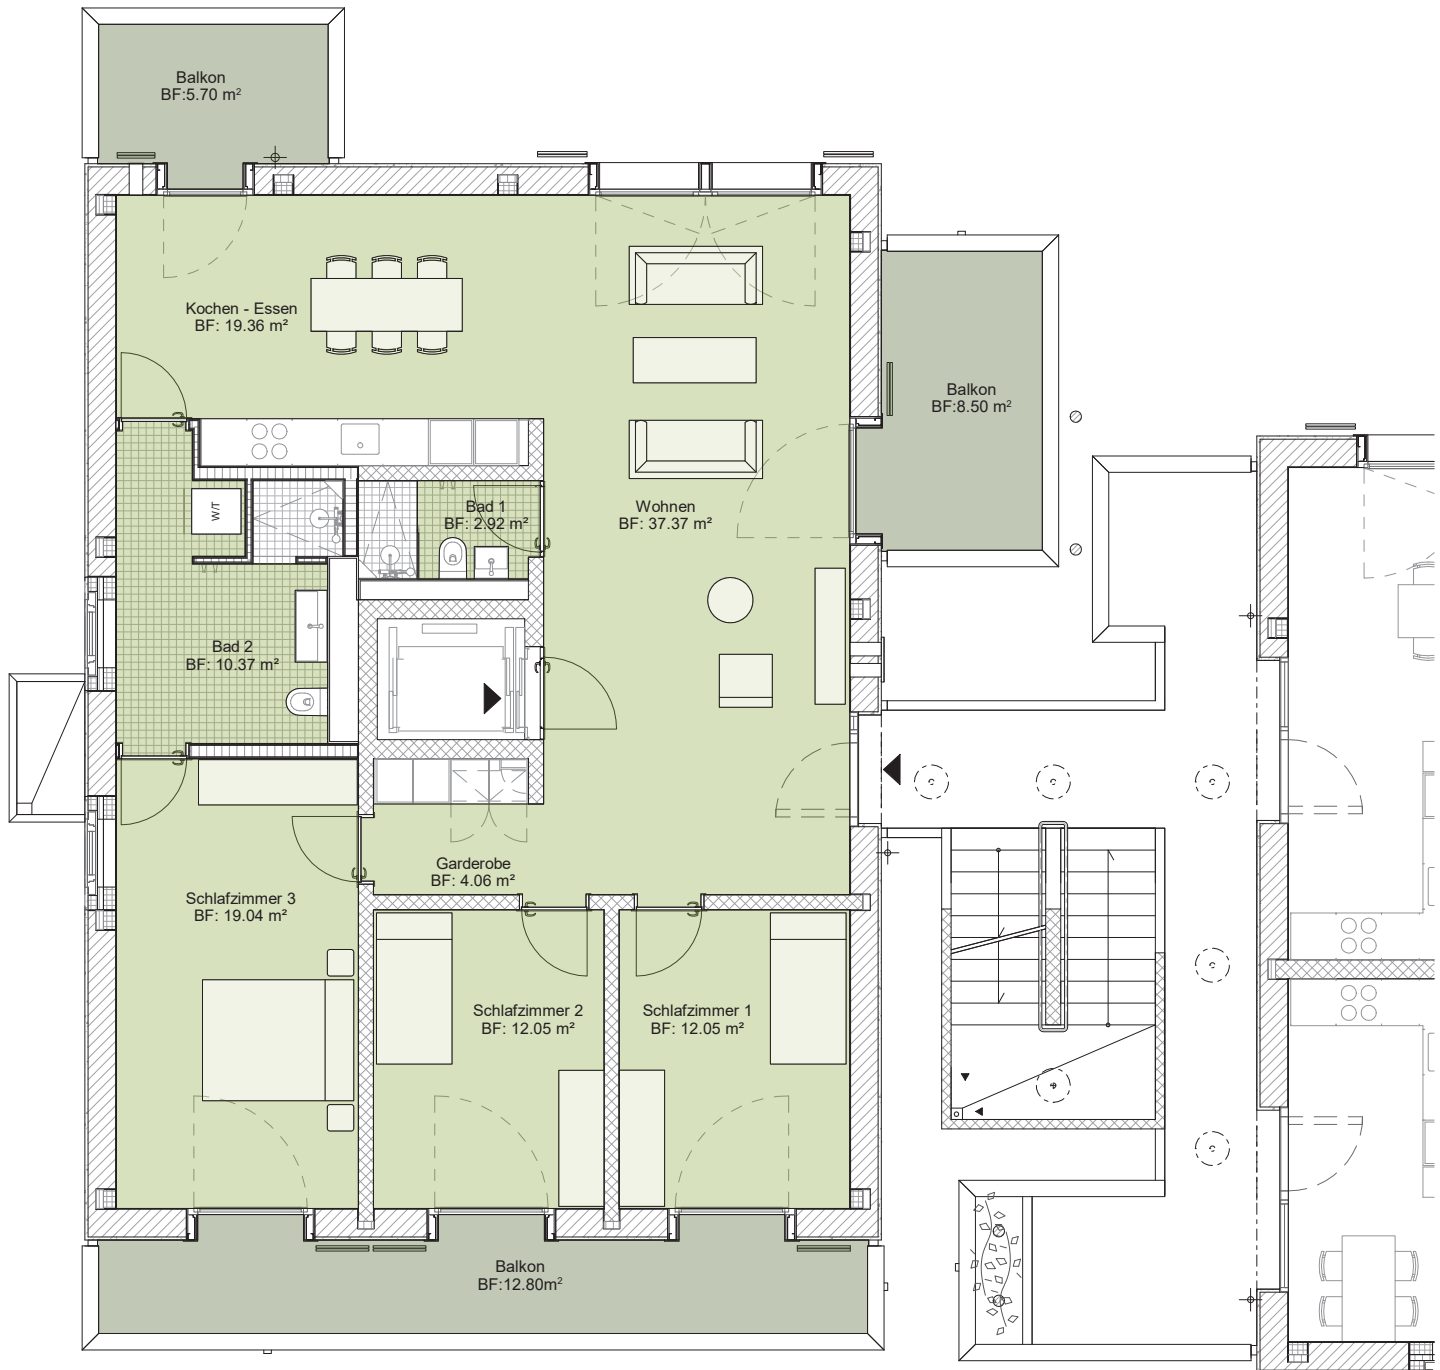 Balkon
BF:5.70 m²
Kochen - Essen
BF: 19.36 m²
Balkon
BF:8.50 m²
Wohnen
BF: 37.37 m²
Bad 1
BF: 2.92 m²
W/T
Bad 2
BF: 10.37 m²
Garderobe
BF: 4.06 m²
Schlafzimmer 3
BF: 19.04 m²
Schlafzimmer 2
BF: 12.05 m²
Schlafzimmer 1
BF: 12.05 m²
Balkon
BF:12.80m²